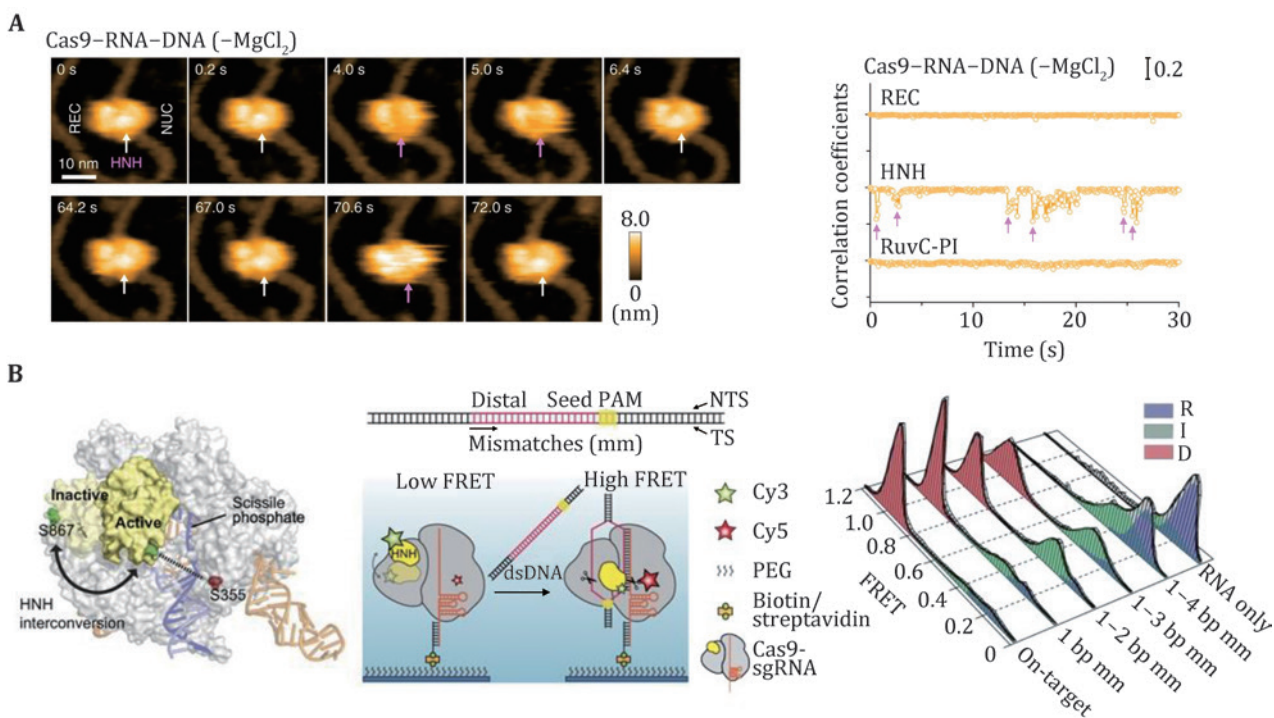 A
Cas9–RNA–DNA (–MgCl2)
0 s
REC
NUC
HNH
10 nm
0.2 s
4.0 s
5.0 s
6.4 s
64.2 s
67.0 s
70.6 s
72.0 s
8.0
0
(nm)
Cas9–RNA–DNA (–MgCl2)
0.2
REC
HNH
RuvC-PI
Correlation coefficients
0 10 20 30
Time (s)
B
Inactive
S867
Active
Scissile
phosphate
S355
HNH
interconversion
Distal Seed PAM
NTS
TS
Mismatches (mm)
Low FRET
High FRET
HNH
dsDNA
Cy3
Cy5
PEG
Biotin/
streptavidin
Cas9-
sgRNA
R
I
D
1.2
1.0
0.8
0.6
0.4
0.2
0
FRET
On-target
1 bp mm
1–2 bp mm
1–3 bp mm
1–4 bp mm
RNA only